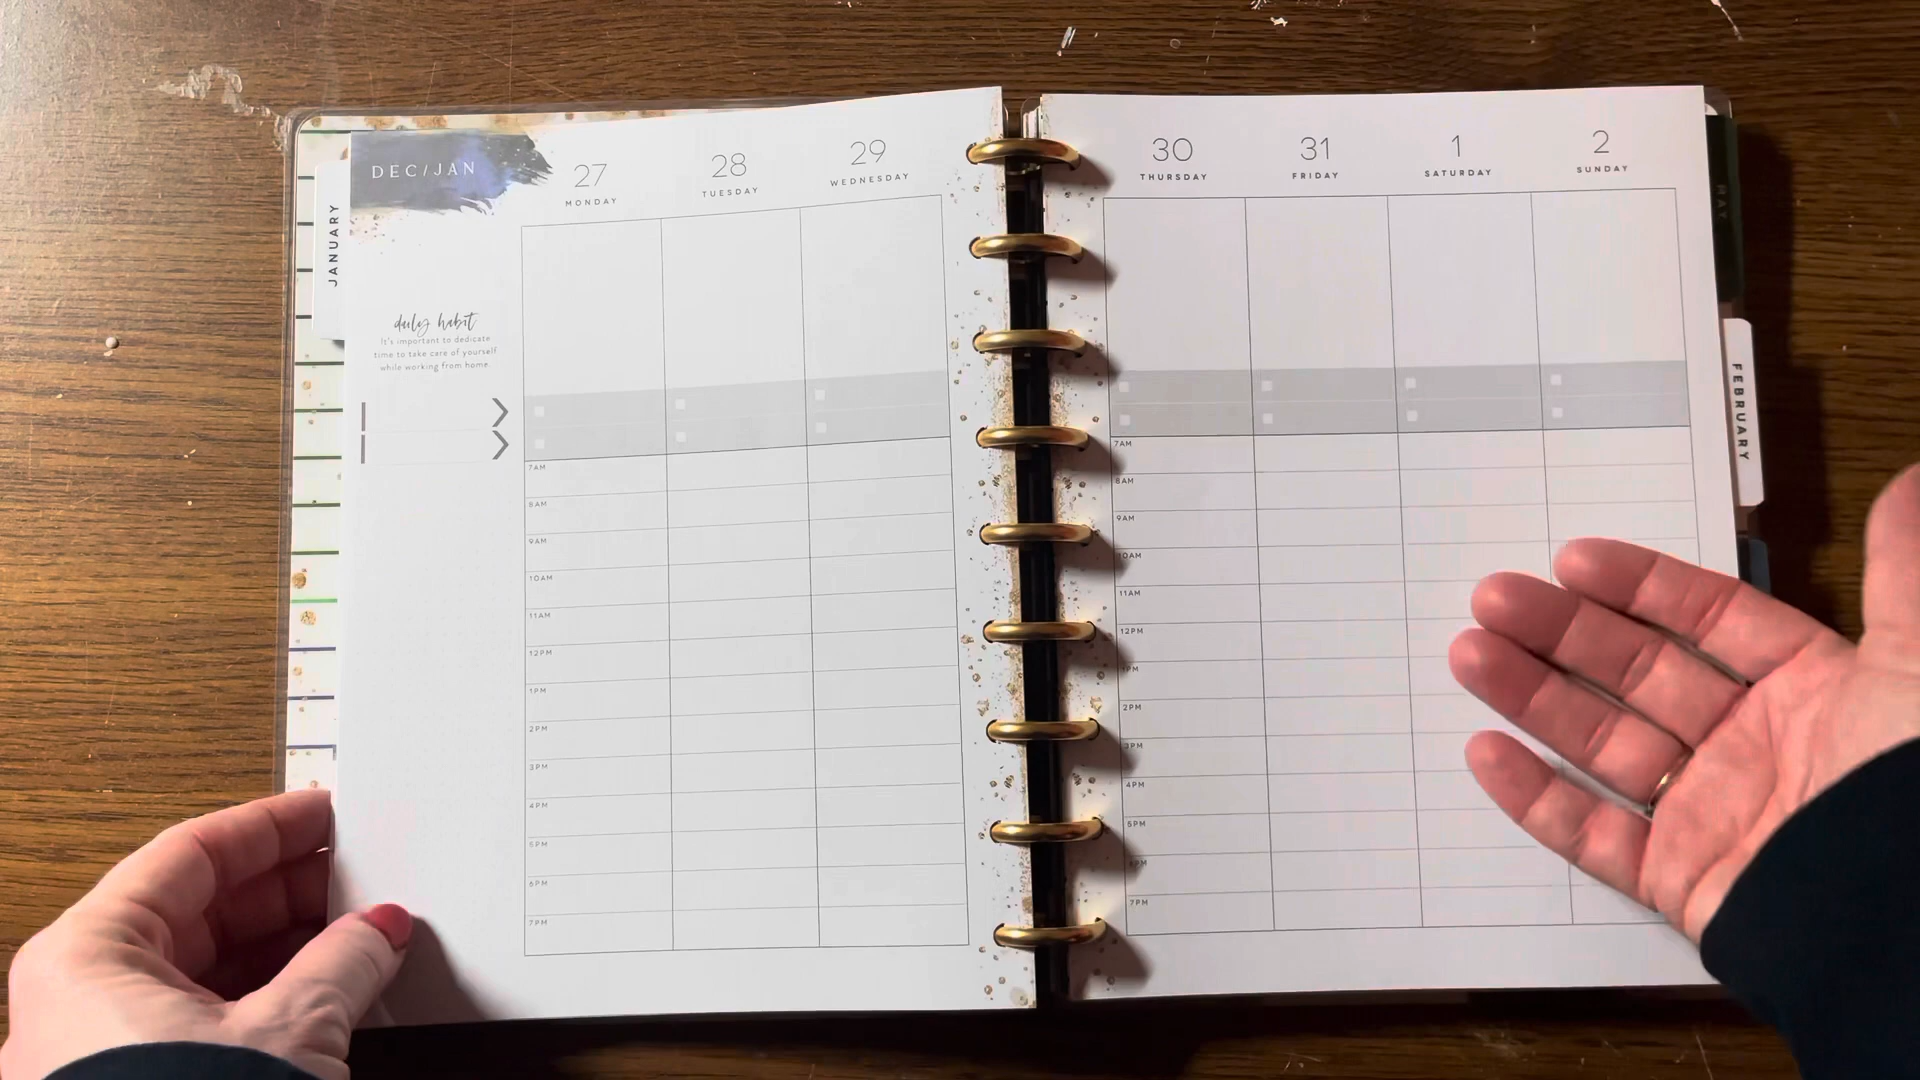 DEC/JAN
27
MONDAY
28
TUESDAY
29
WEDNESDAY
30
THURSDAY
31
FRIDAY
1
SATURDAY
2
SUNDAY
JANUARY
MAY
FEBRUARY
daily habit
It's important to dedicate
time to take care of yourself
while working from home
7AM
8AM
9AM
10AM
11AM
12PM
1PM
2PM
3PM
4PM
5PM
6PM
7PM
7AM
8AM
9AM
10AM
11AM
12PM
1PM
2PM
3PM
4PM
5PM
6PM
7PM